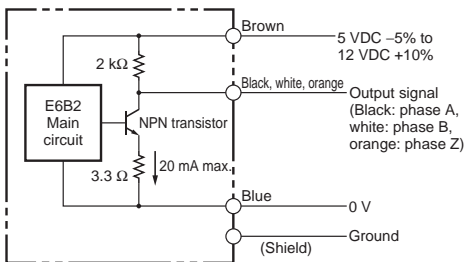 Brown
5 VDC –5% to
12 VDC +10%
2 kΩ
Black, white, orange
Output signal
(Black: phase A,
white: phase B,
orange: phase Z)
E6B2
Main
circuit
NPN transistor
20 mA max.
3.3 Ω
Blue
0 V
Ground
(Shield)